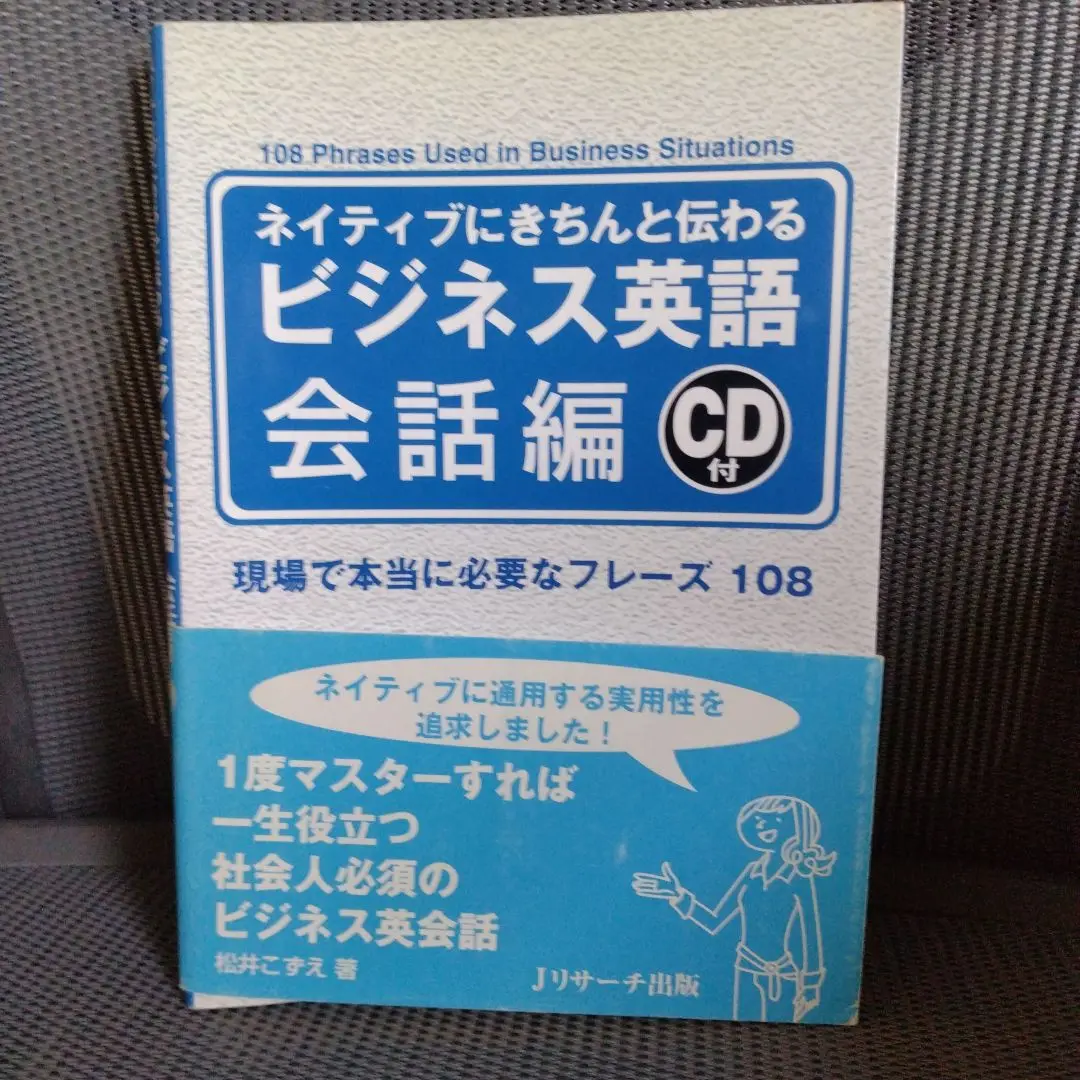 108 Phrases Used in Business Situations
ネイティブにきちんと伝わる
ビジネス英語
会話編
CD
付
現場で本当に必要なフレーズ 108
ネイティブに通用する実用性を
追求しました！
1度マスターすれば
一生役立つ
社会人必須の
ビジネス英会話
松井こずえ 著
Jリサーチ出版